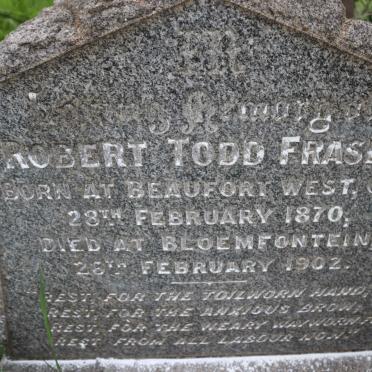 In
Loving Memory of
ROBERT TODD FRASE
BORN AT BEAUFORT WEST, C
28TH FEBRUARY 1870,
DIED AT BLOEMFONTEIN
28TH FEBRUARY 1902.
REST, FOR THE TOILWORN HAND,
REST, FOR THE ANXIOUS BROW,
REST, FOR THE WEARY WAYWORN
REST FROM ALL LABOUR NOW